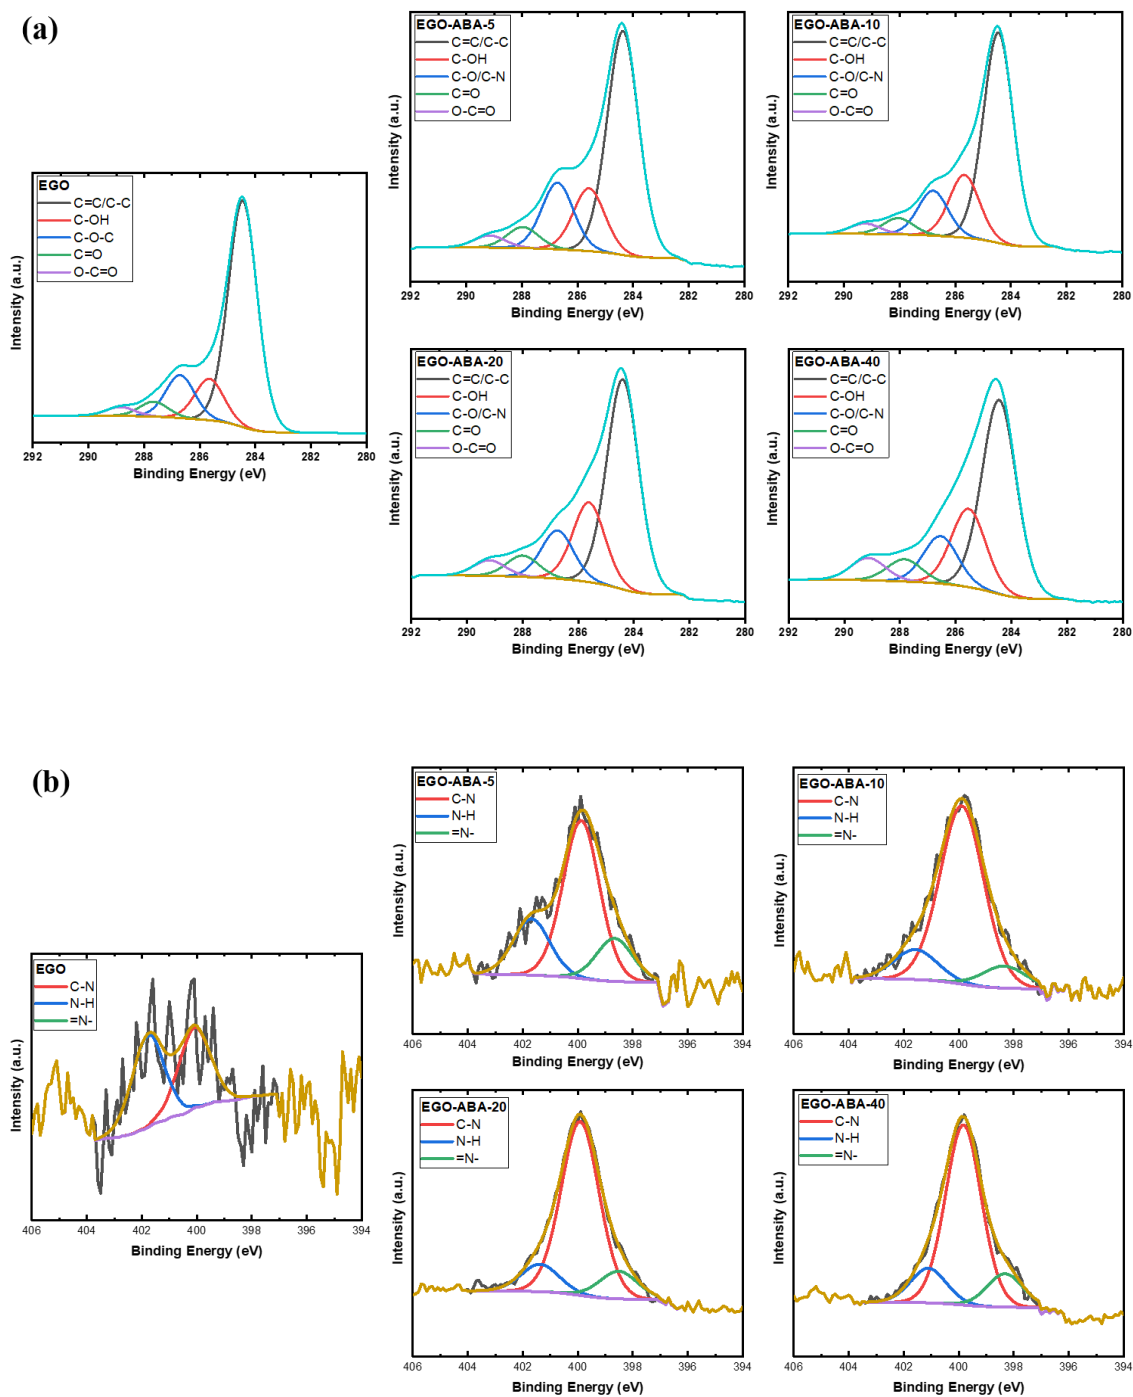 (a)
EGO-ABA-5
C=C/C-C
C-OH
C-O/C-N
C=O
O-C=O
Intensity (a.u.)
292 290 288 286 284 282 280
Binding Energy (eV)
EGO-ABA-10
C=C/C-C
C-OH
C-O/C-N
C=O
O-C=O
Intensity (a.u.)
292 290 288 286 284 282 280
Binding Energy (eV)
EGO
C=C/C-C
C-OH
C-O-C
C=O
O-C=O
Intensity (a.u.)
292 290 288 286 284 282 280
Binding Energy (eV)
EGO-ABA-20
C=C/C-C
C-OH
C-O/C-N
C=O
O-C=O
Intensity (a.u.)
292 290 288 286 284 282 280
Binding Energy (eV)
EGO-ABA-40
C=C/C-C
C-OH
C-O/C-N
C=O
O-C=O
Intensity (a.u.)
292 290 288 286 284 282 280
Binding Energy (eV)
(b)
EGO-ABA-5
C-N
N-H
=N-
Intensity (a.u.)
406 404 402 400 398 396 394
Binding Energy (eV)
EGO-ABA-10
C-N
N-H
=N-
Intensity (a.u.)
406 404 402 400 398 396 394
Binding Energy (eV)
EGO
C-N
N-H
=N-
Intensity (a.u.)
406 404 402 400 398 396 394
Binding Energy (eV)
EGO-ABA-20
C-N
N-H
=N-
Intensity (a.u.)
406 404 402 400 398 396 394
Binding Energy (eV)
EGO-ABA-40
C-N
N-H
=N-
Intensity (a.u.)
406 404 402 400 398 396 394
Binding Energy (eV)